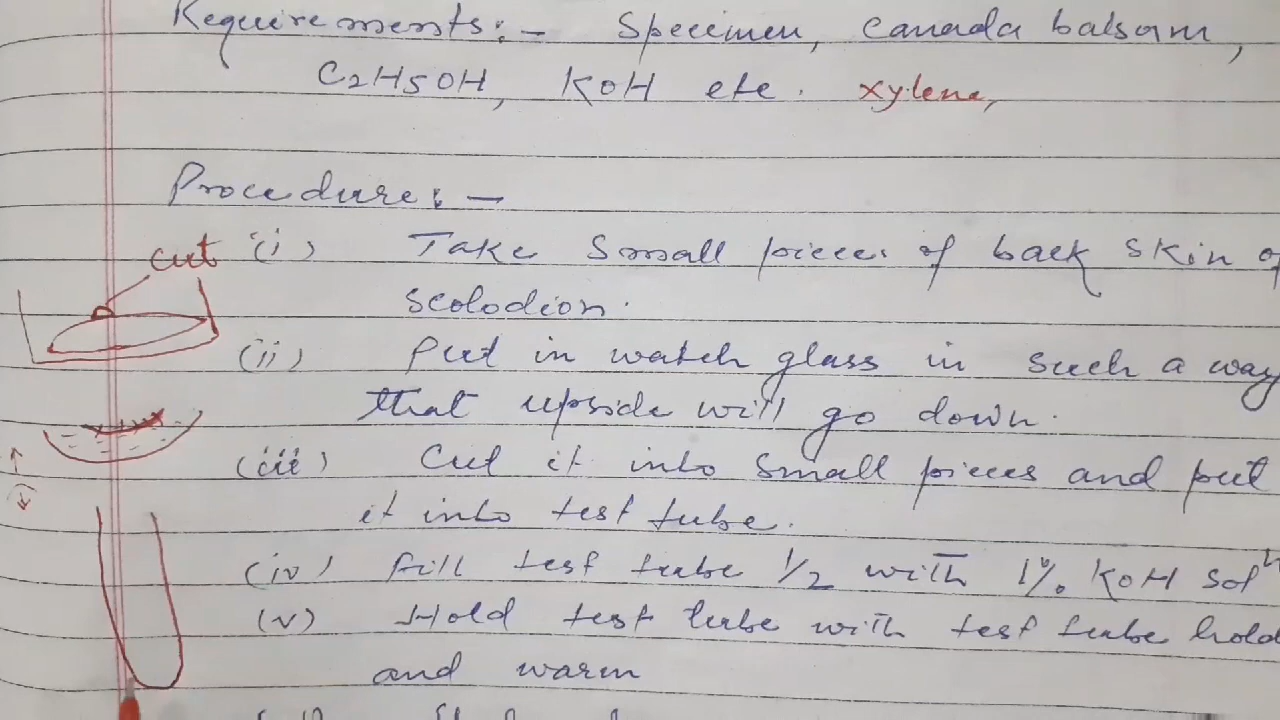 Requirements:- Specimen, Canada balsam,
C2H5OH, KOH etc. xylene,
Procedure:-
cut
(i) Take Small pieces of back skin of
scolodion.
(ii) Put in watch glass in such a way
that upside will go down.
(iii) Cut it into small pieces and put
it into test tube.
(iv) fill test tube 1/2 with 1% KOH Solⁿ
(v) Hold test tube with test tube hold
and warm